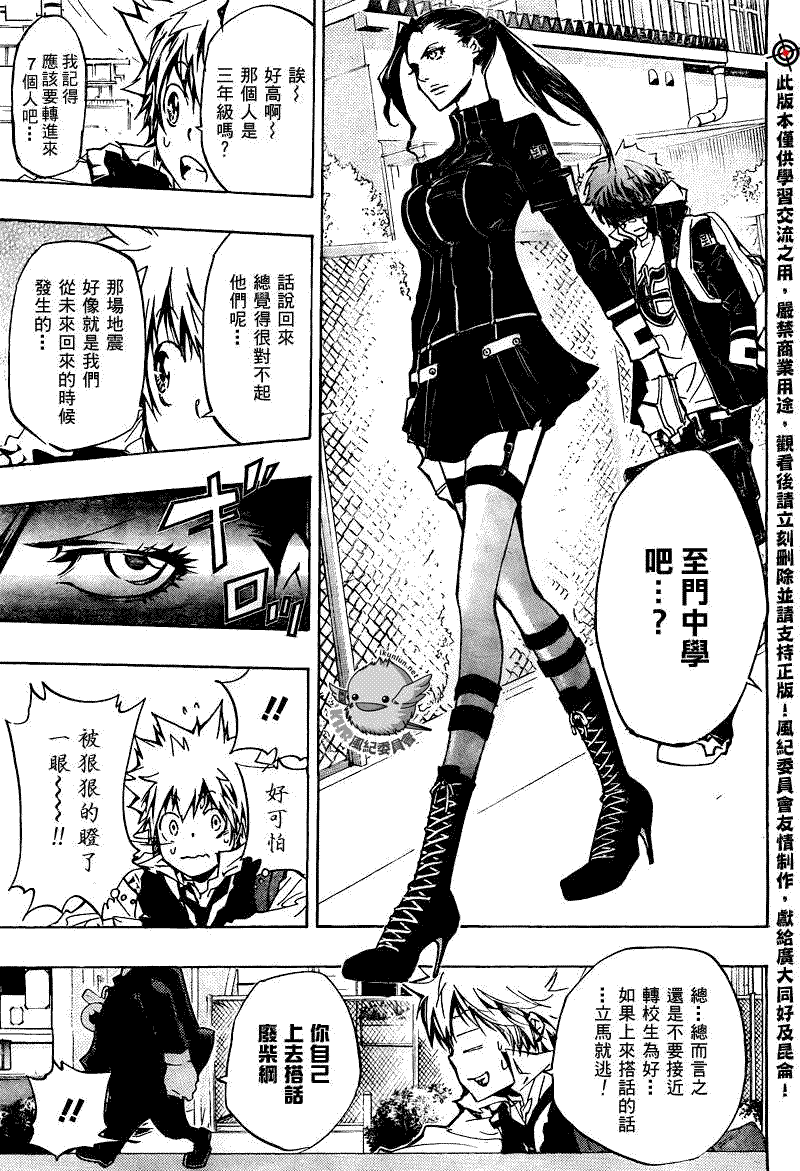 至門中學
吧…?
誒~
好高啊~
那個人是
三年級嗎?
我記得
應該要轉進來
7個人吧…
話說回來
總覺得很對不起
他們呢…
那場地震
好像就是我們
從未來回來的時候
發生的…
ギロ
!!
好可怕
被狠狠的瞪了
一眼~~~!!
總…總而言之
還是不要接近
轉校生為好…
如果上來搭話的話
…立馬就逃!
你自己
上去搭話
廢柴綱
!!
ikunlun.net
風紀委員會
此版本僅供學習交流之用,嚴禁商業用途,觀看後請立刻刪除並請支持正版!風紀委員會友情制作,獻給廣大同好及昆侖!